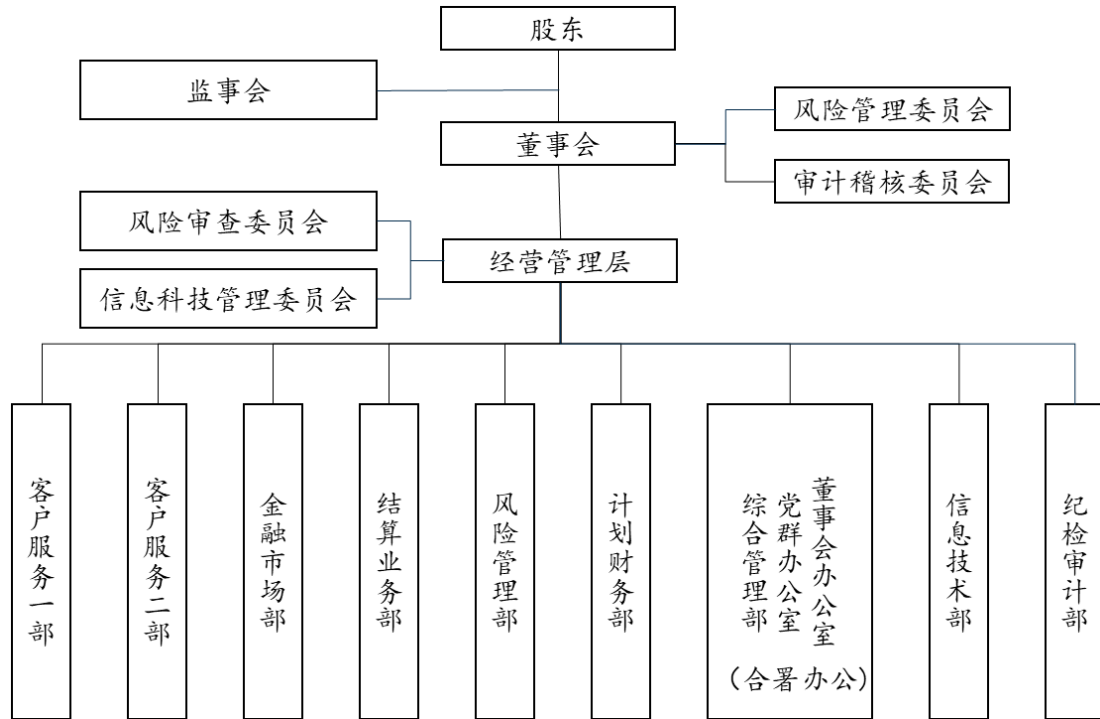 股东
监事会
风险管理委员会
董事会
审计稽核委员会
风险审查委员会
经营管理层
信息科技管理委员会
客户服务一部
客户服务二部
金融市场部
结算业务部
风险管理部
计划财务部
董事会办公室
党群办公室
综合管理部
（合署办公）
信息技术部
纪检审计部